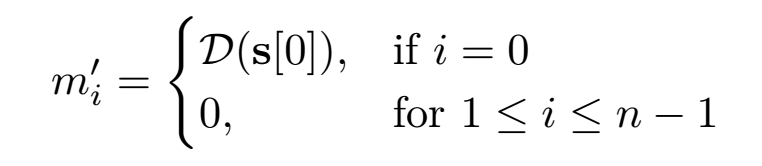 m'_i = { 𝒟(𝐬[0]), if i = 0
0, for 1 ≤ i ≤ n − 1